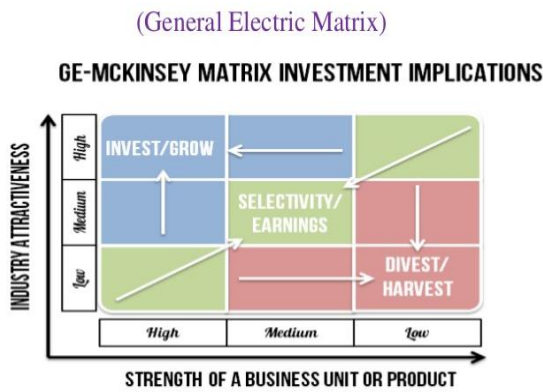 (General Electric Matrix)
GE-MCKINSEY MATRIX INVESTMENT IMPLICATIONS
INDUSTRY ATTRACTIVENESS
High
INVEST/GROW
Medium
SELECTIVITY/
EARNINGS
Low
DIVEST/
HARVEST
High Medium Low
STRENGTH OF A BUSINESS UNIT OR PRODUCT